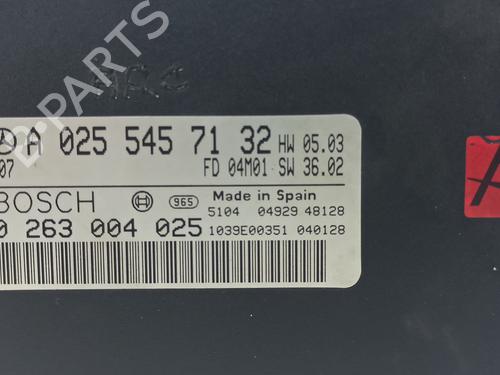 B-PARTS
A 025 545 71 32 HW 05.03
07 FD 04M01 SW 36.02
BOSCH 965 Made in Spain
5104 04929 48128
0 263 004 025 1039E00351 040128